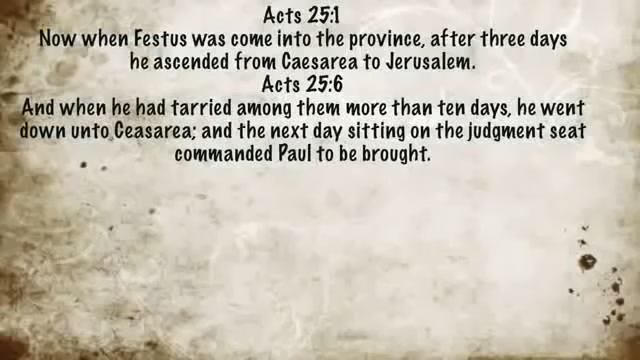 Acts 25:1
Now when Festus was come into the province, after three days
he ascended from Caesarea to Jerusalem.
Acts 25:6
And when he had tarried among them more than ten days, he went
down unto Ceasarea; and the next day sitting on the judgment seat
commanded Paul to be brought.